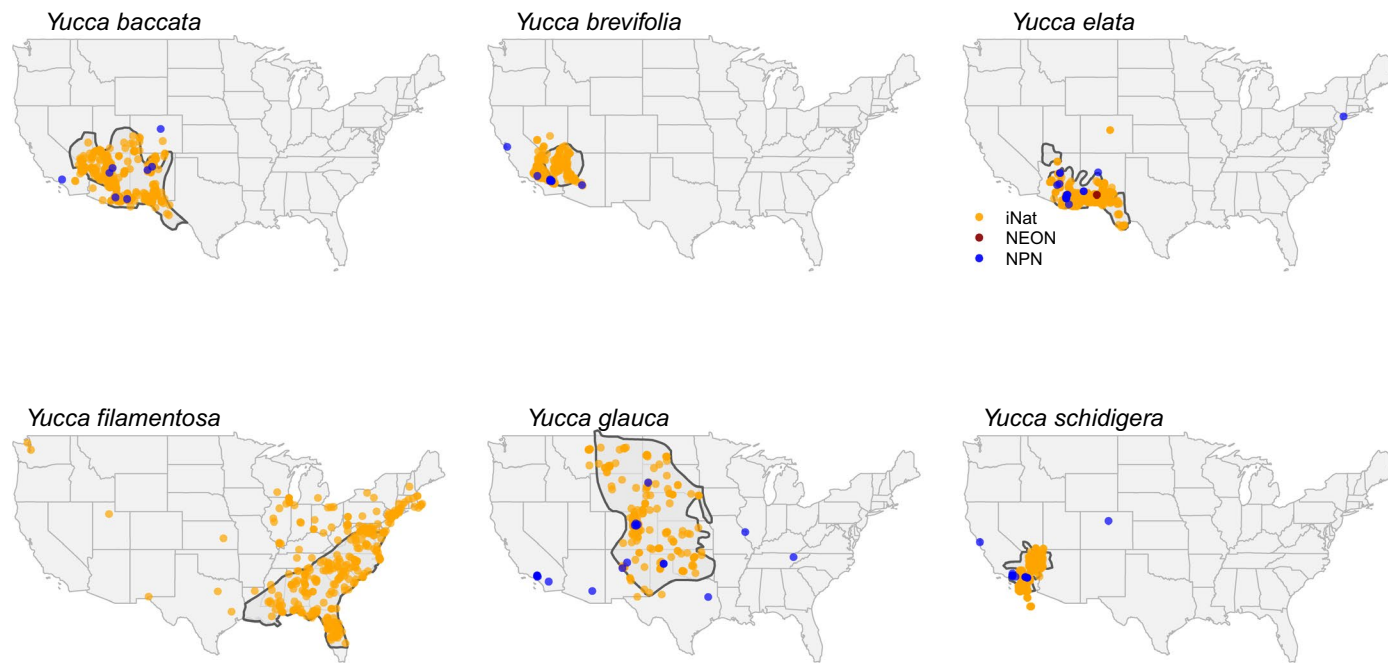 Yucca baccata
Yucca brevifolia
Yucca elata
iNat
NEON
NPN
Yucca filamentosa
Yucca glauca
Yucca schidigera